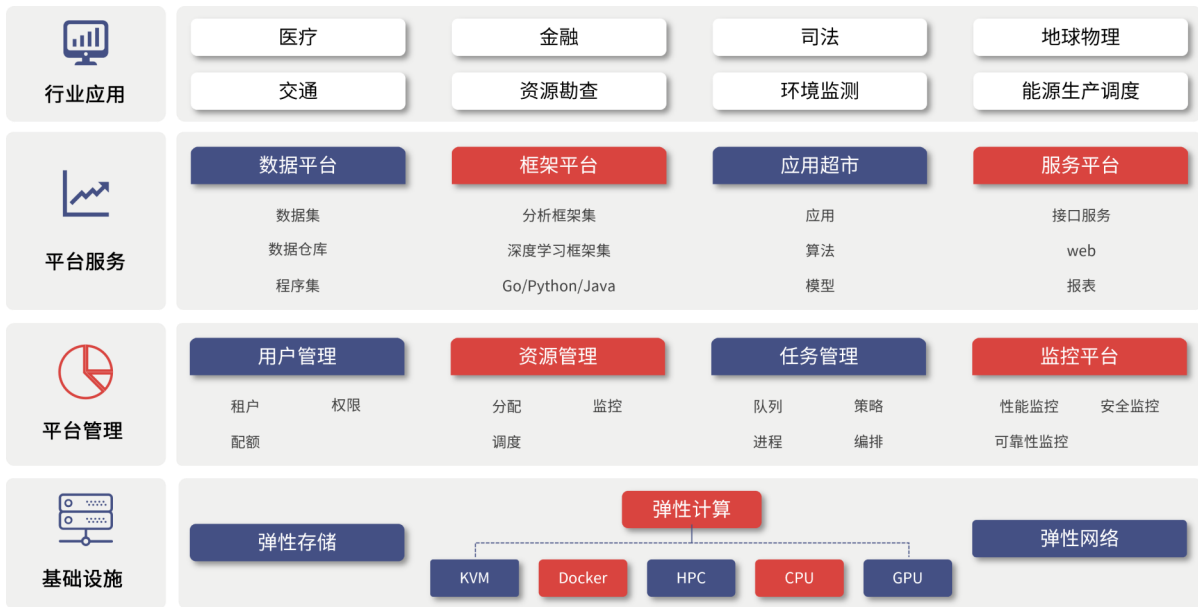 行业应用
医疗
金融
司法
地球物理
交通
资源勘查
环境监测
能源生产调度
平台服务
数据平台
数据集
数据仓库
程序集
框架平台
分析框架集
深度学习框架集
Go/Python/Java
应用超市
应用
算法
模型
服务平台
接口服务
web
报表
平台管理
用户管理
租户
权限
配额
资源管理
分配
监控
调度
任务管理
队列
策略
进程
编排
监控平台
性能监控
安全监控
可靠性监控
基础设施
弹性存储
弹性计算
KVM
Docker
HPC
CPU
GPU
弹性网络